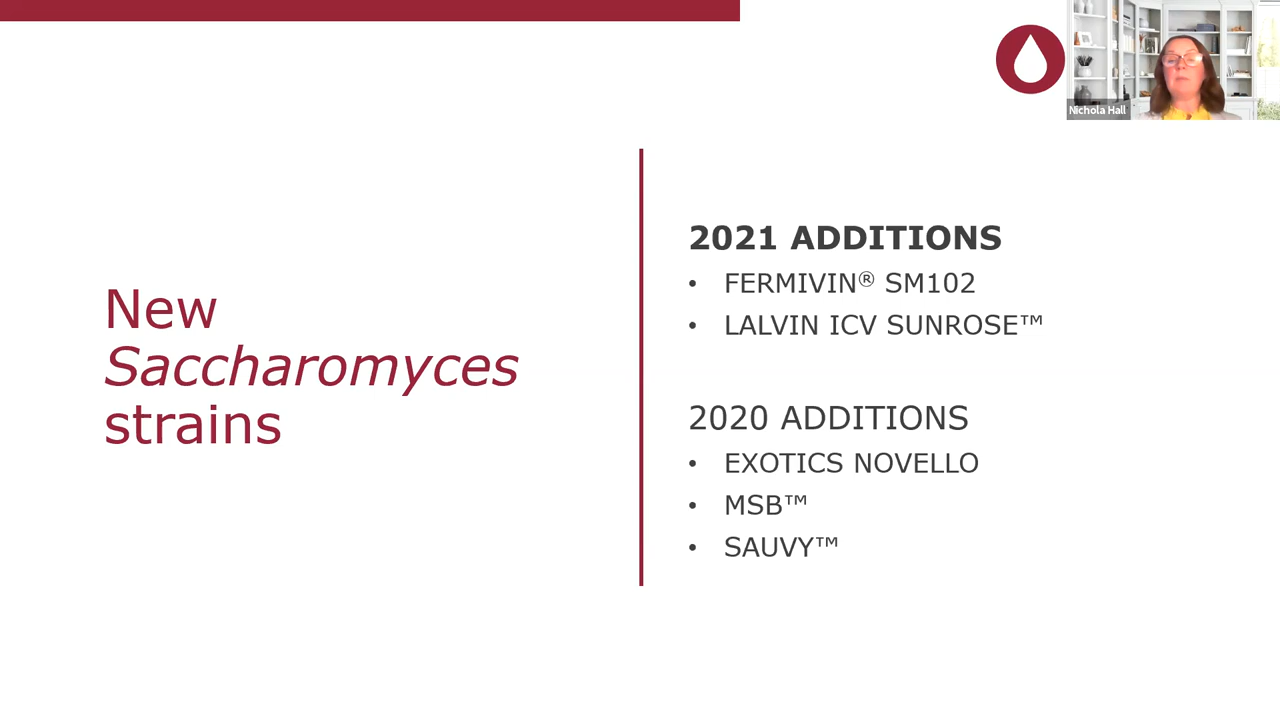 Nichola Hall
New
Saccharomyces
strains
2021 ADDITIONS
• FERMIVIN® SM102
• LALVIN ICV SUNROSE™
2020 ADDITIONS
• EXOTICS NOVELLO
• MSB™
• SAUVY™